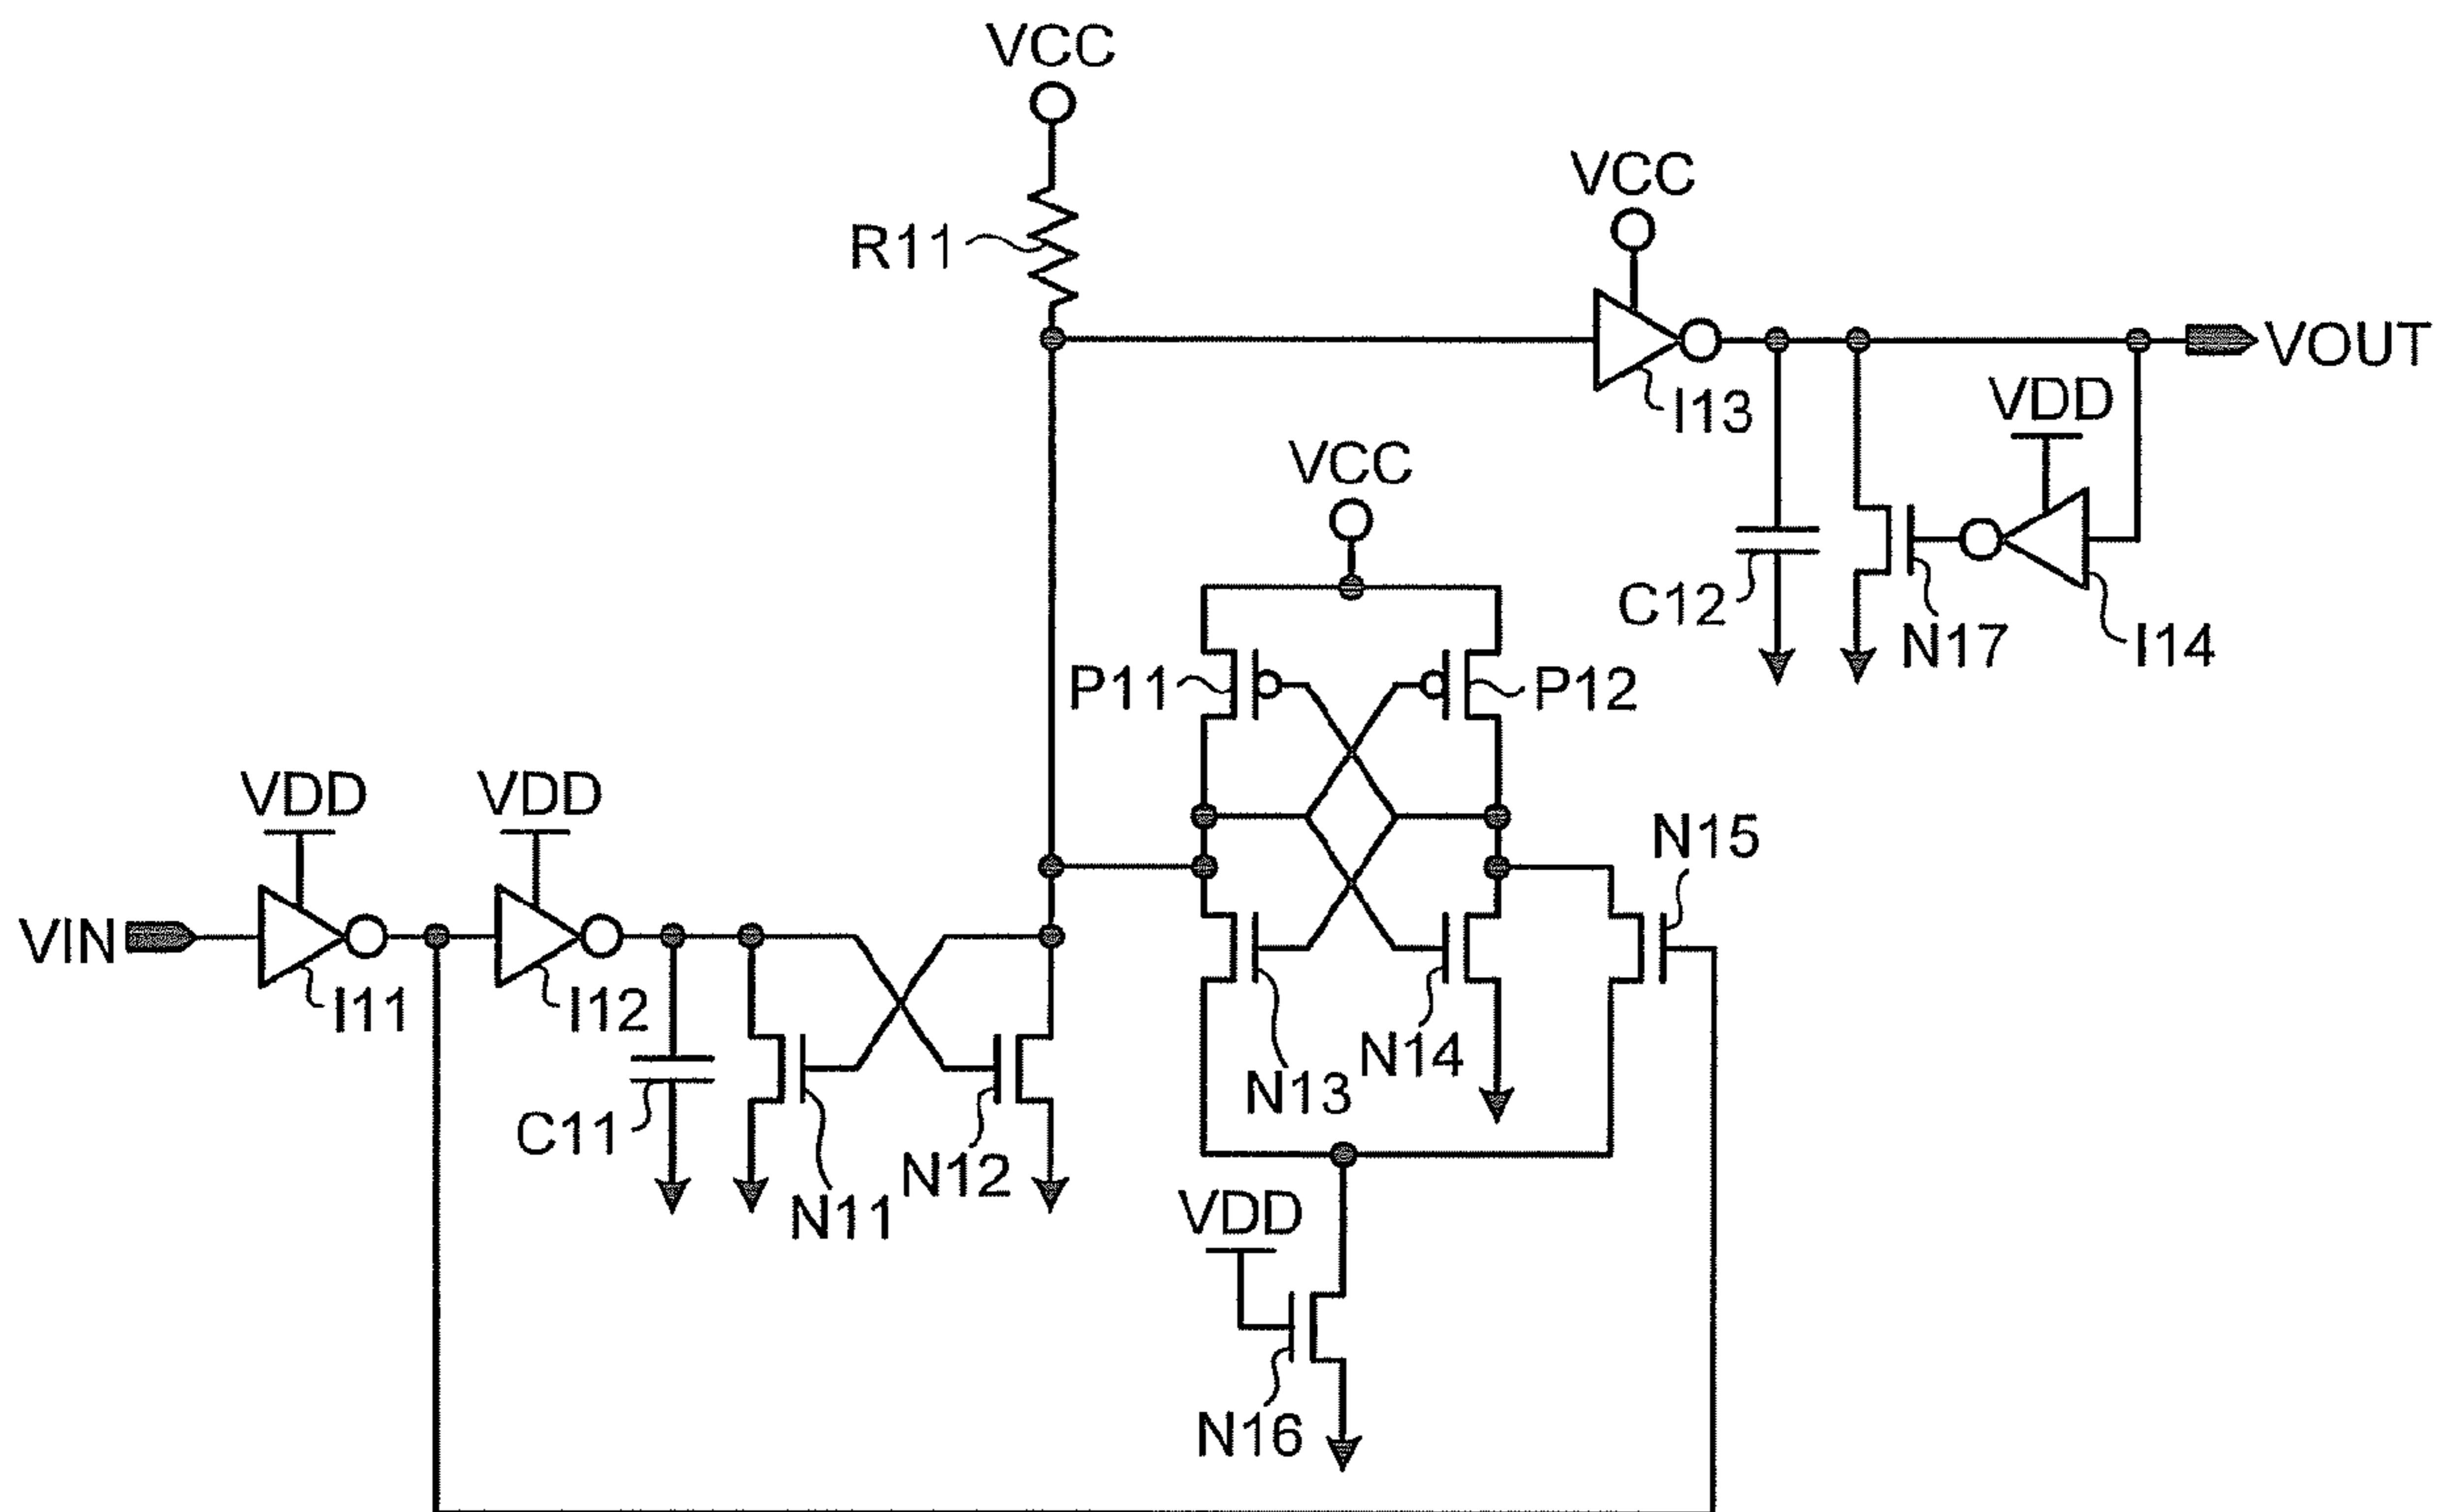 VCC
VCC
R11
VOUT
I13
VDD
VCC
C12
N17
I14
P11
P12
VDD
VDD
N15
VIN
I11
I12
N14
N13
C11
N12
N11
VDD
N16